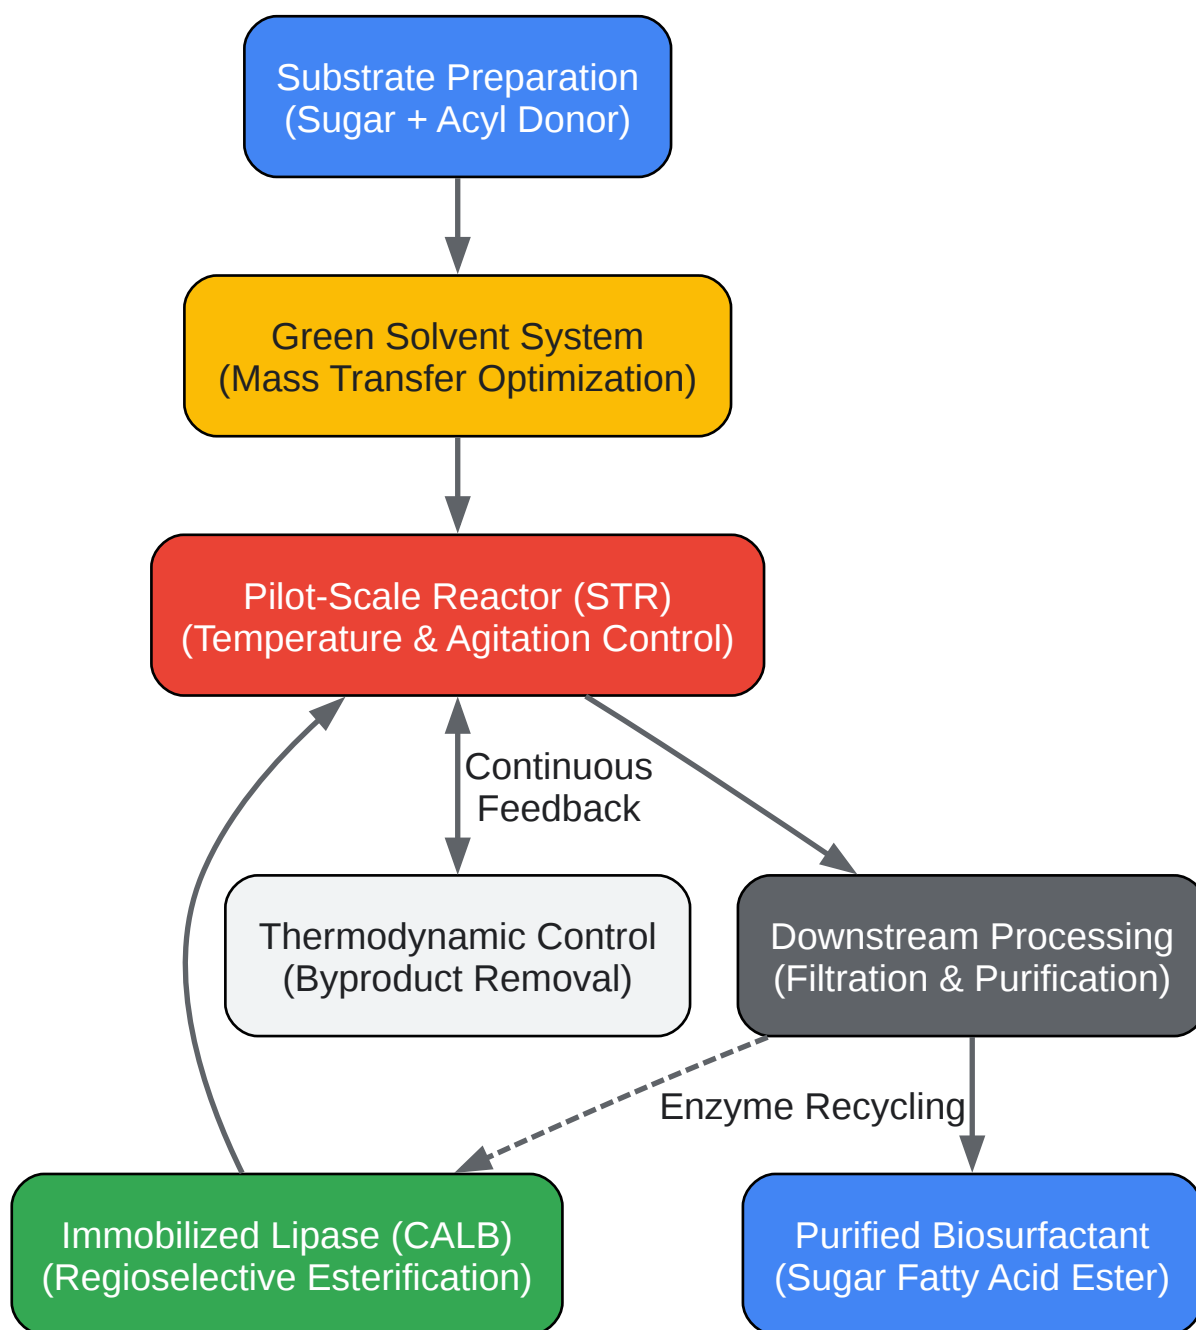 Substrate Preparation
(Sugar + Acyl Donor)
Green Solvent System
(Mass Transfer Optimization)
Pilot-Scale Reactor (STR)
(Temperature & Agitation Control)
Continuous
Feedback
Thermodynamic Control
(Byproduct Removal)
Downstream Processing
(Filtration & Purification)
Enzyme Recycling
Immobilized Lipase (CALB)
(Regioselective Esterification)
Purified Biosurfactant
(Sugar Fatty Acid Ester)